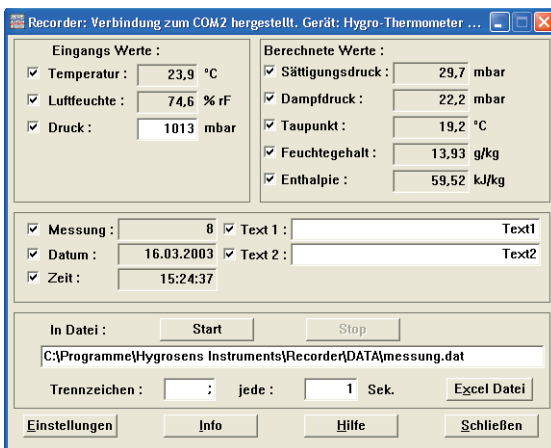 Recorder: Verbindung zum COM2 hergestellt. Gerät: Hygro-Thermometer ...
Eingangs Werte :
Temperatur : 23,9 °C
Luftfeuchte : 74,6 % rF
Druck : 1013 mbar
Berechnete Werte :
Sättigungsdruck : 29,7 mbar
Dampfdruck : 22,2 mbar
Taupunkt : 19,2 °C
Feuchtegehalt : 13,93 g/kg
Enthalpie : 59,52 kJ/kg
Messung : 8 Text 1 : Text1
Datum : 16.03.2003 Text 2 : Text2
Zeit : 15:24:37
In Datei : Start Stop
C:\Programme\Hygrosens Instruments\Recorder\DATA\messung.dat
Trennzeichen : ; jede : 1 Sek. Excel Datei
Einstellungen Info Hilfe Schließen